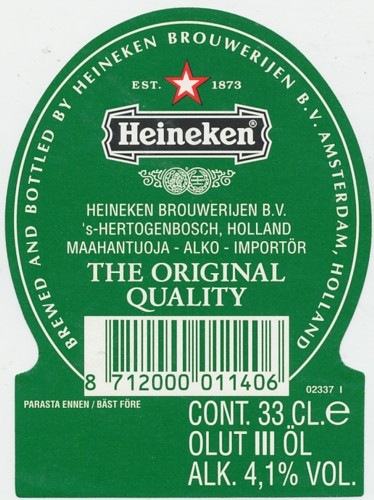 BREWED AND BOTTLED BY HEINEKEN BROUWERIJEN B.V. AMSTERDAM, HOLLAND
EST. 1873
Heineken®
HEINEKEN BROUWERIJEN B.V.
's-HERTOGENBOSCH, HOLLAND
MAAHANTUOJA - ALKO - IMPORTÖR
THE ORIGINAL
QUALITY
8 712000 011406
02337 I
PARASTA ENNEN / BÄST FÖRE
CONT. 33 CL.e
OLUT III ÖL
ALK. 4,1% VOL.